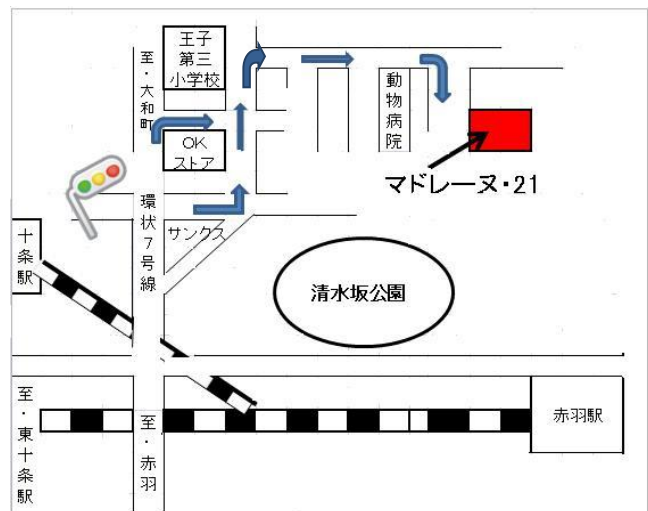 王子
第三
小学校
至・大和町
OK
ストア
動物病院
マドレーヌ・21
環状7号線
サンクス
十条駅
清水坂公園
至・東十条駅
至・赤羽
赤羽駅